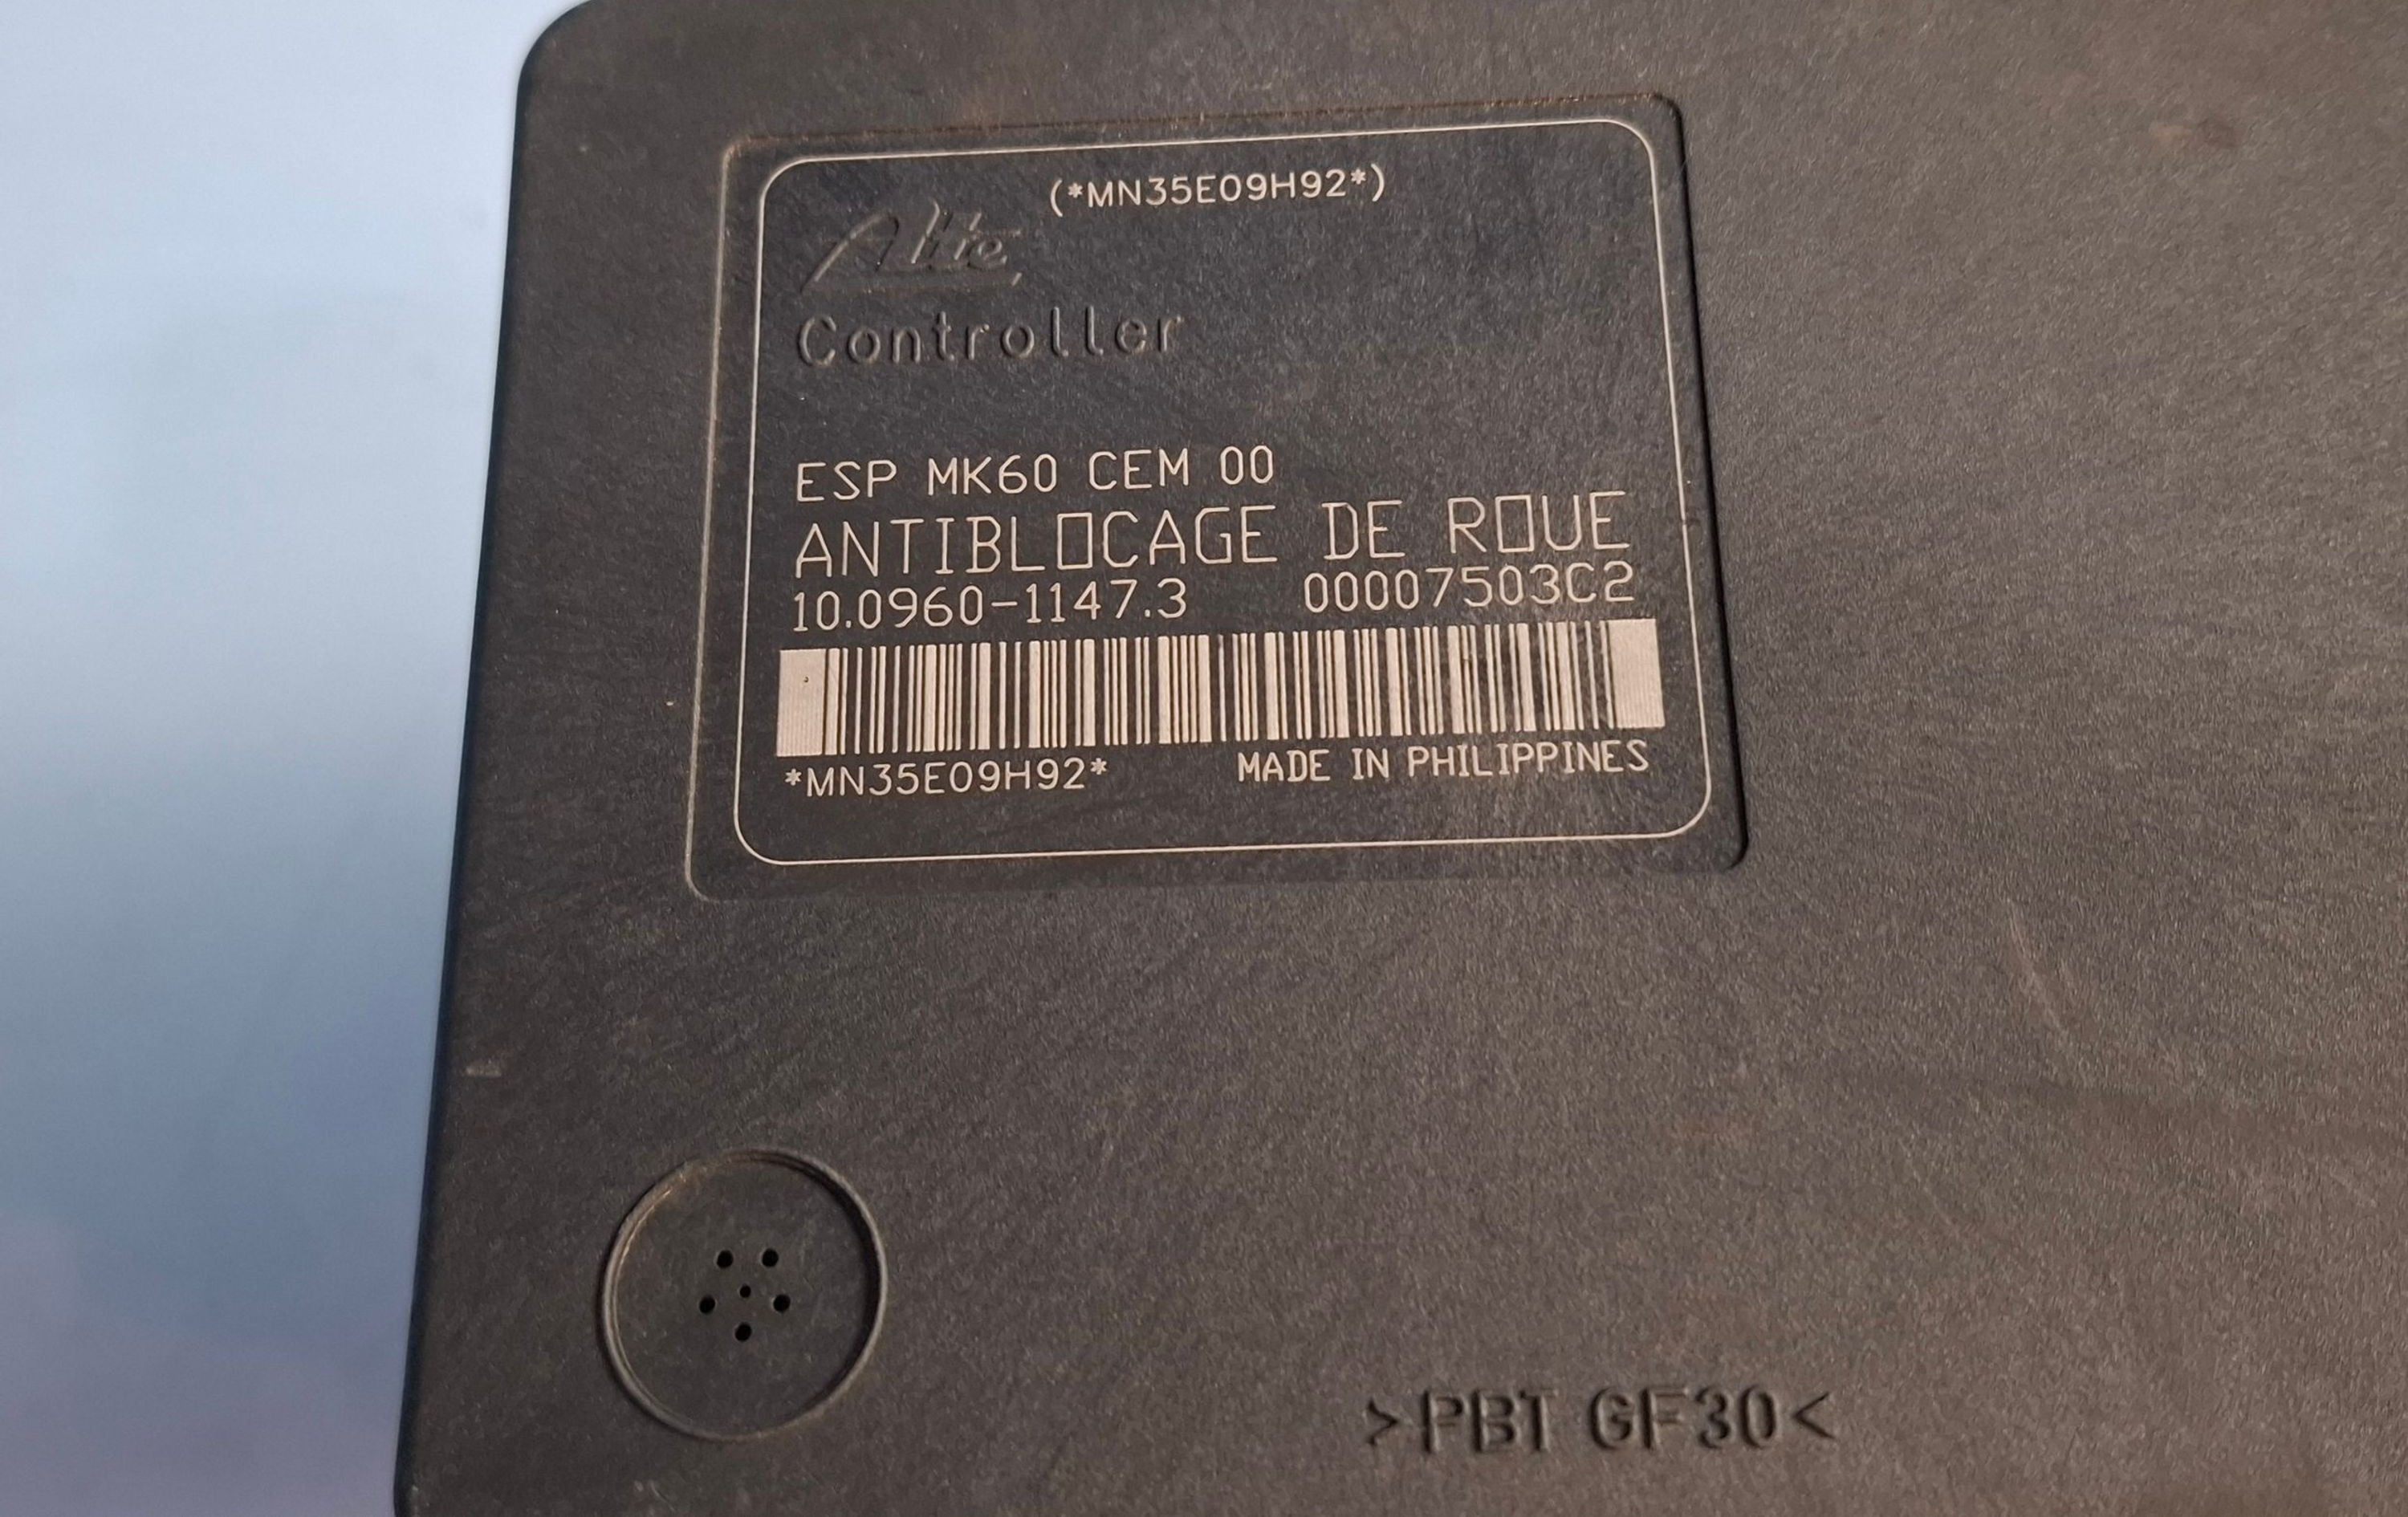 (*MN35E09H92*)
Ate
Controller
ESP MK60 CEM 00
ANTIBLOCAGE DE ROUE
10.0960-1147.3 00007503C2
*MN35E09H92* MADE IN PHILIPPINES
>PBT GF30<